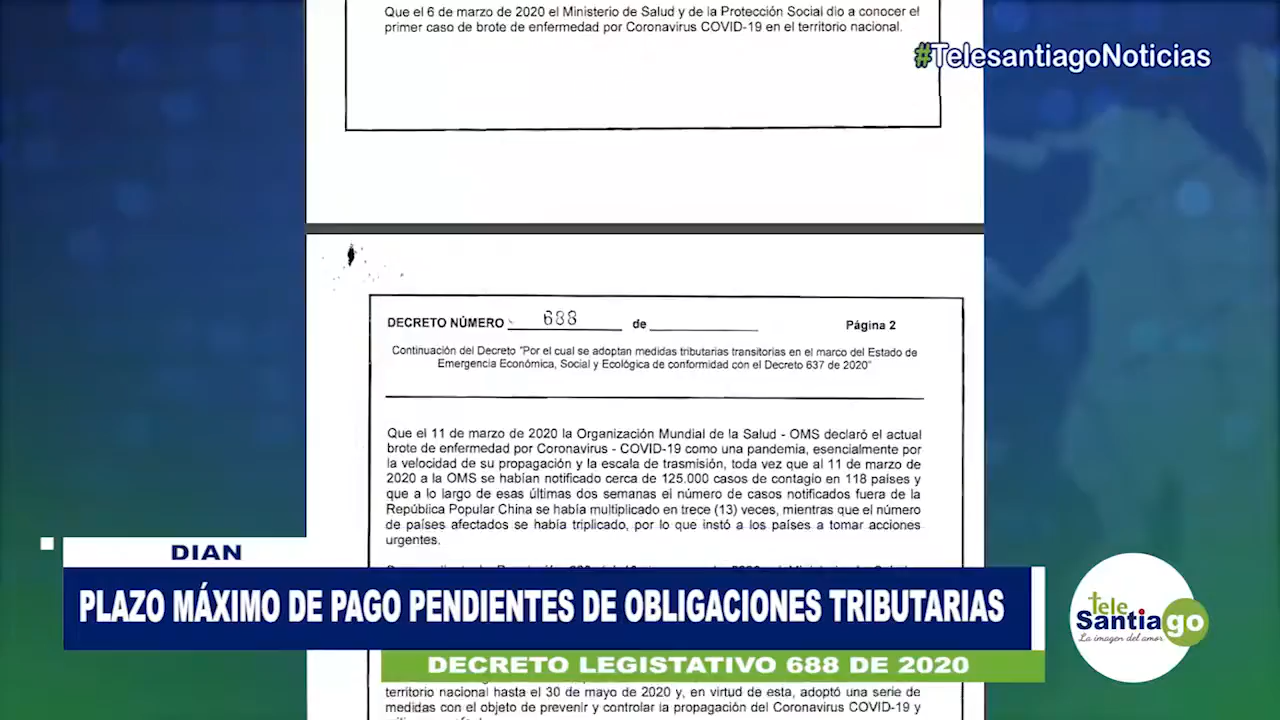 Que el 6 de marzo de 2020 el Ministerio de Salud y de la Protección Social dio a conocer el
primer caso de brote de enfermedad por Coronavirus COVID-19 en el territorio nacional.
#TelesantiagoNoticias
DECRETO NÚMERO 688 de Página 2
Continuación del Decreto "Por el cual se adoptan medidas tributarias transitorias en el marco del Estado de
Emergencia Económica, Social y Ecológica de conformidad con el Decreto 637 de 2020"
Que el 11 de marzo de 2020 la Organización Mundial de la Salud - OMS declaró el actual
brote de enfermedad por Coronavirus - COVID-19 como una pandemia, esencialmente por
la velocidad de su propagación y la escala de trasmisión, toda vez que al 11 de marzo de
2020 a la OMS se habían notificado cerca de 125.000 casos de contagio en 118 países y
que a lo largo de esas últimas dos semanas el número de casos notificados fuera de la
República Popular China se había multiplicado en trece (13) veces, mientras que el número
de países afectados se había triplicado, por lo que instó a los países a tomar acciones
urgentes.
DIAN
PLAZO MÁXIMO DE PAGO PENDIENTES DE OBLIGACIONES TRIBUTARIAS
DECRETO LEGISTATIVO 688 DE 2020
tele
Santiago
La imagen del amor
territorio nacional hasta el 30 de mayo de 2020 y, en virtud de esta, adoptó una serie de
medidas con el objeto de prevenir y controlar la propagación del Coronavirus COVID-19 y